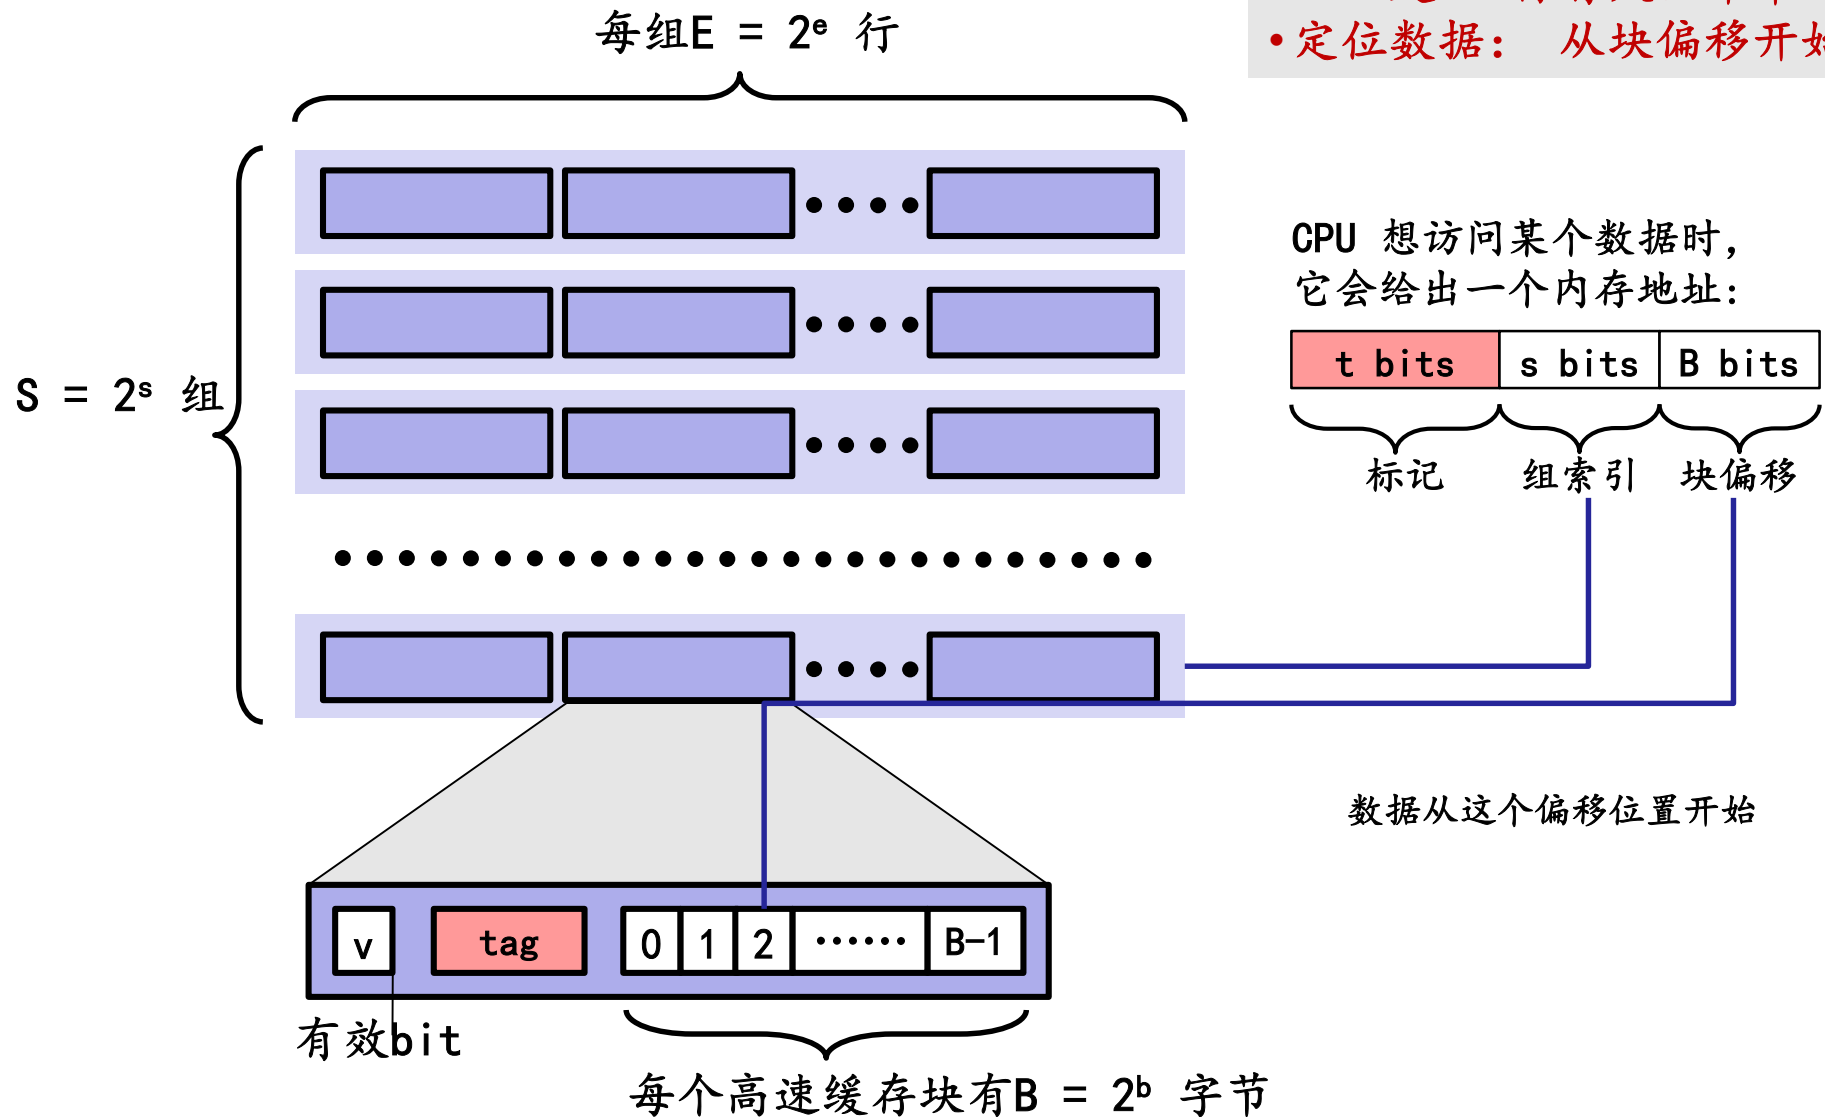 每组E = 2ᵉ 行
•定位数据： 从块偏移开始
S = 2ˢ 组
CPU 想访问某个数据时，
它会给出一个内存地址：
t bits s bits B bits
标记 组索引 块偏移
数据从这个偏移位置开始
v tag 0 1 2 ······ B-1
有效bit
每个高速缓存块有B = 2ᵇ 字节